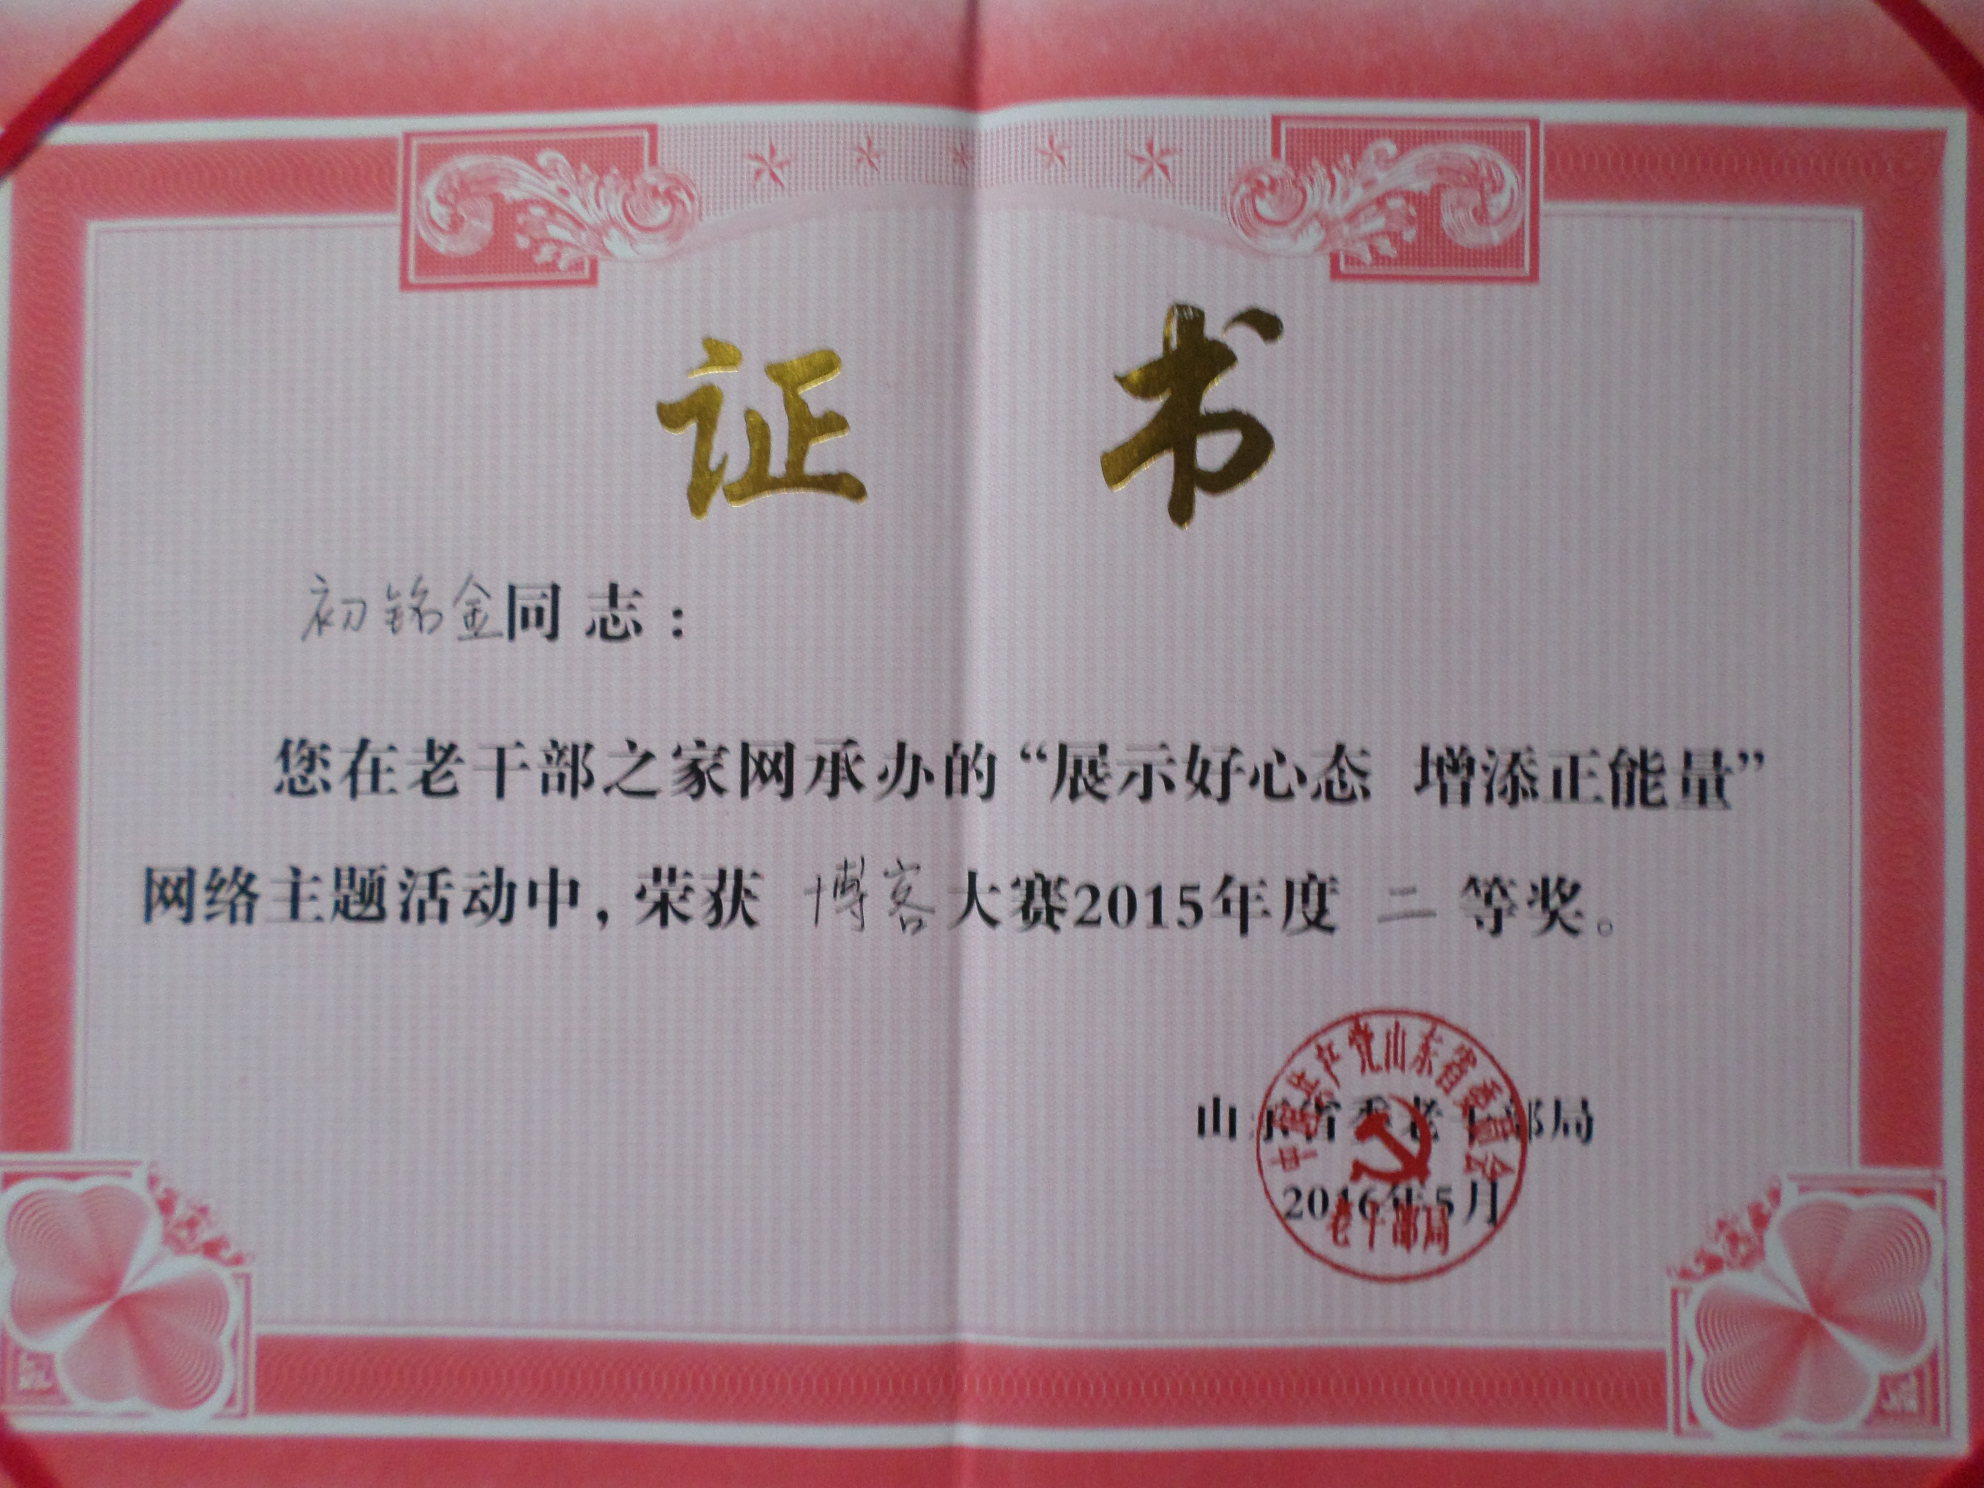 证 书
初铭金同志：
您在老干部之家网承办的“展示好心态 增添正能量”
网络主题活动中，荣获 博客大赛2015年度 二 等奖。
山东省委老干部局
2016年5月
中国共产党山东省委员会
老干部局